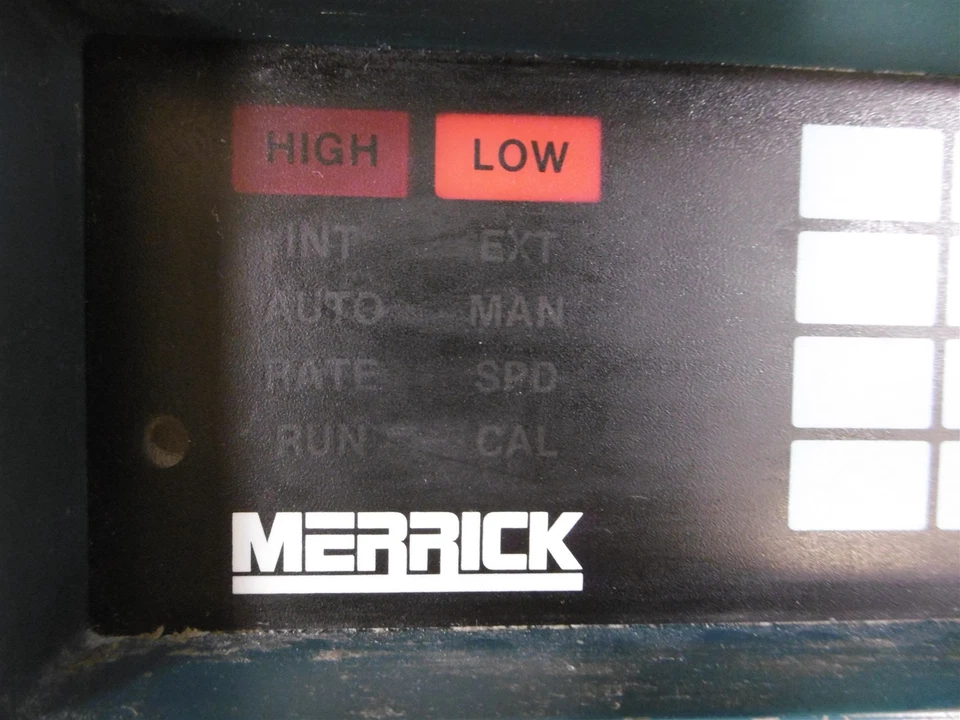 HIGH LOW
INT EXT
AUTO MAN
RATE SPD
RUN CAL
MERRICK